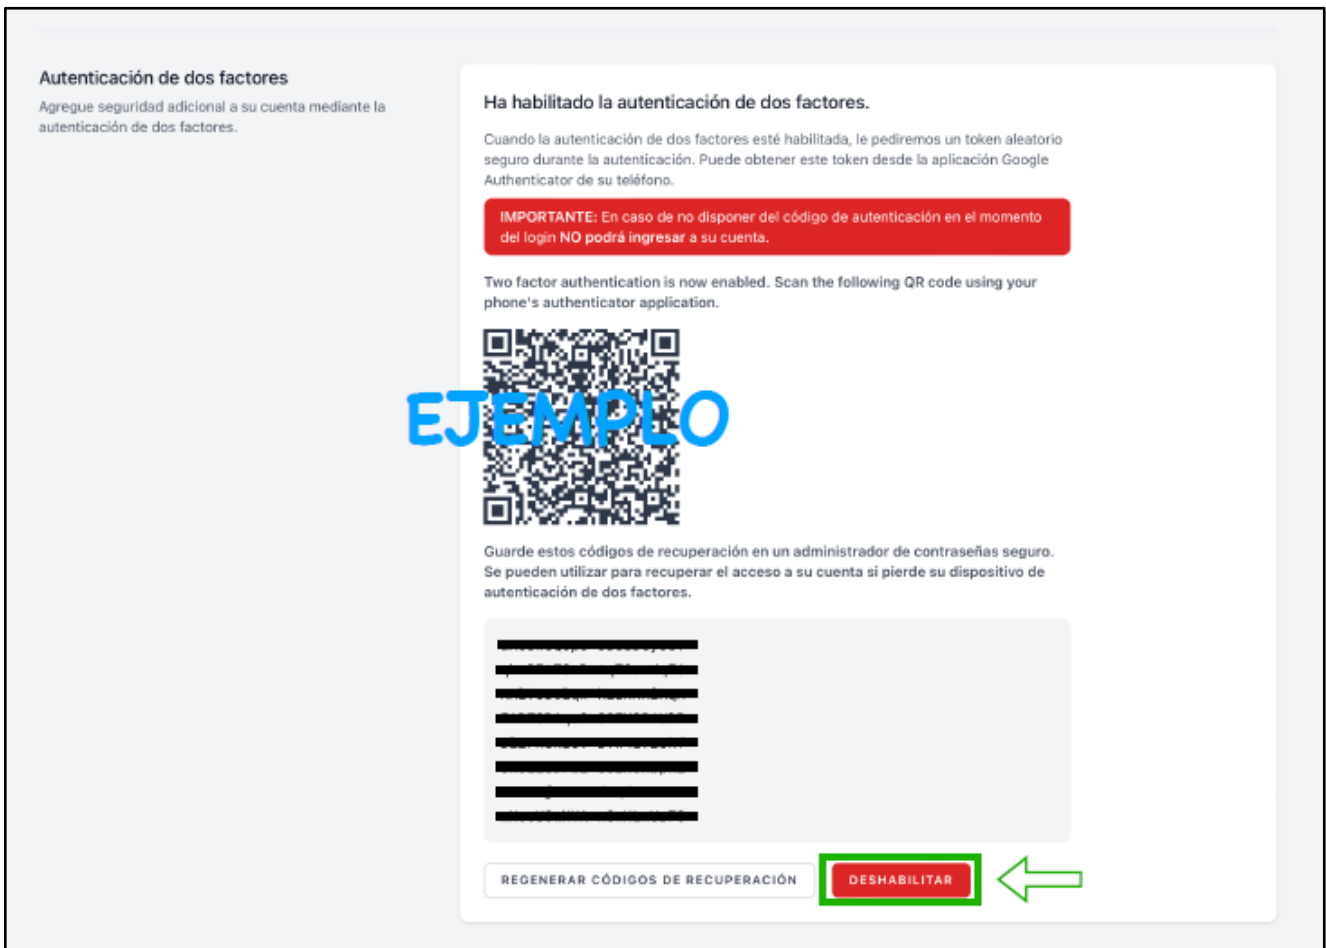 Autenticación de dos factores
Agregue seguridad adicional a su cuenta mediante la
autenticación de dos factores.
Ha habilitado la autenticación de dos factores.
Cuando la autenticación de dos factores esté habilitada, le pediremos un token aleatorio
seguro durante la autenticación. Puede obtener este token desde la aplicación Google
Authenticator de su teléfono.
IMPORTANTE: En caso de no disponer del código de autenticación en el momento
del login NO podrá ingresar a su cuenta.
Two factor authentication is now enabled. Scan the following QR code using your
phone's authenticator application.
EJEMPLO
Guarde estos códigos de recuperación en un administrador de contraseñas seguro.
Se pueden utilizar para recuperar el acceso a su cuenta si pierde su dispositivo de
autenticación de dos factores.
REGENERAR CÓDIGOS DE RECUPERACIÓN
DESHABILITAR